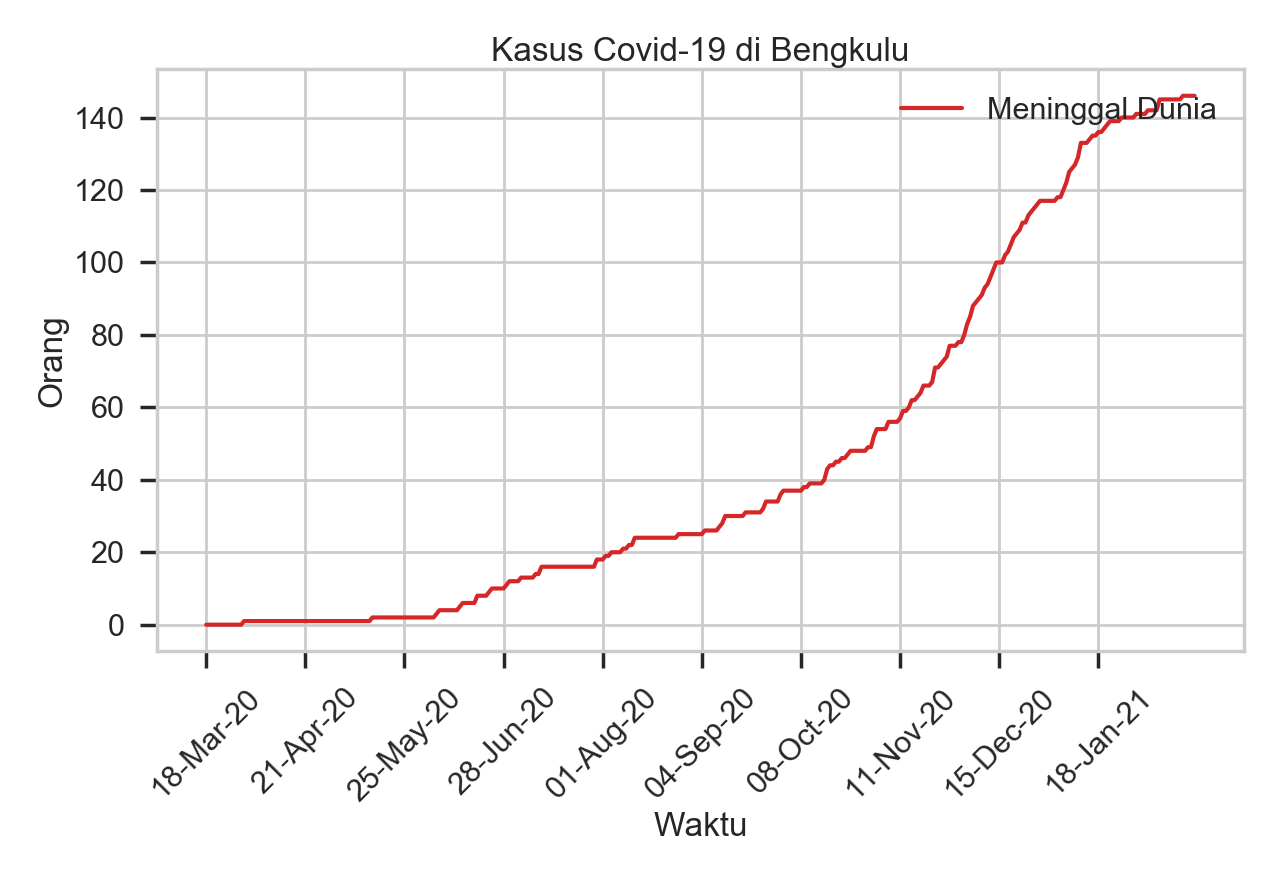 Kasus Covid-19 di Bengkulu
Meninggal Dunia
140
120
100
80
60
40
20
0
Orang
18-Mar-20
21-Apr-20
25-May-20
28-Jun-20
01-Aug-20
04-Sep-20
08-Oct-20
11-Nov-20
15-Dec-20
18-Jan-21
Waktu